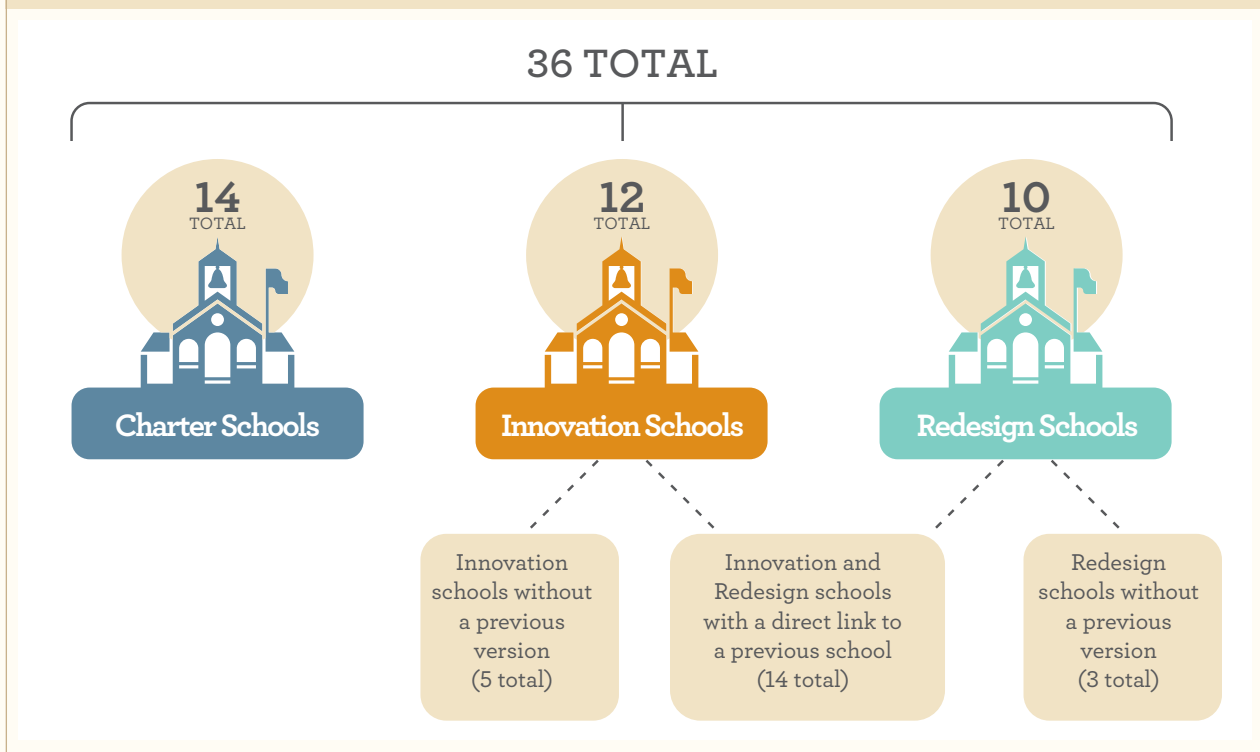 36 TOTAL
14
TOTAL
12
TOTAL
10
TOTAL
Charter Schools
Innovation Schools
Redesign Schools
Innovation
schools without
a previous
version
(5 total)
Innovation and
Redesign schools
with a direct link to
a previous school
(14 total)
Redesign
schools without
a previous
version
(3 total)